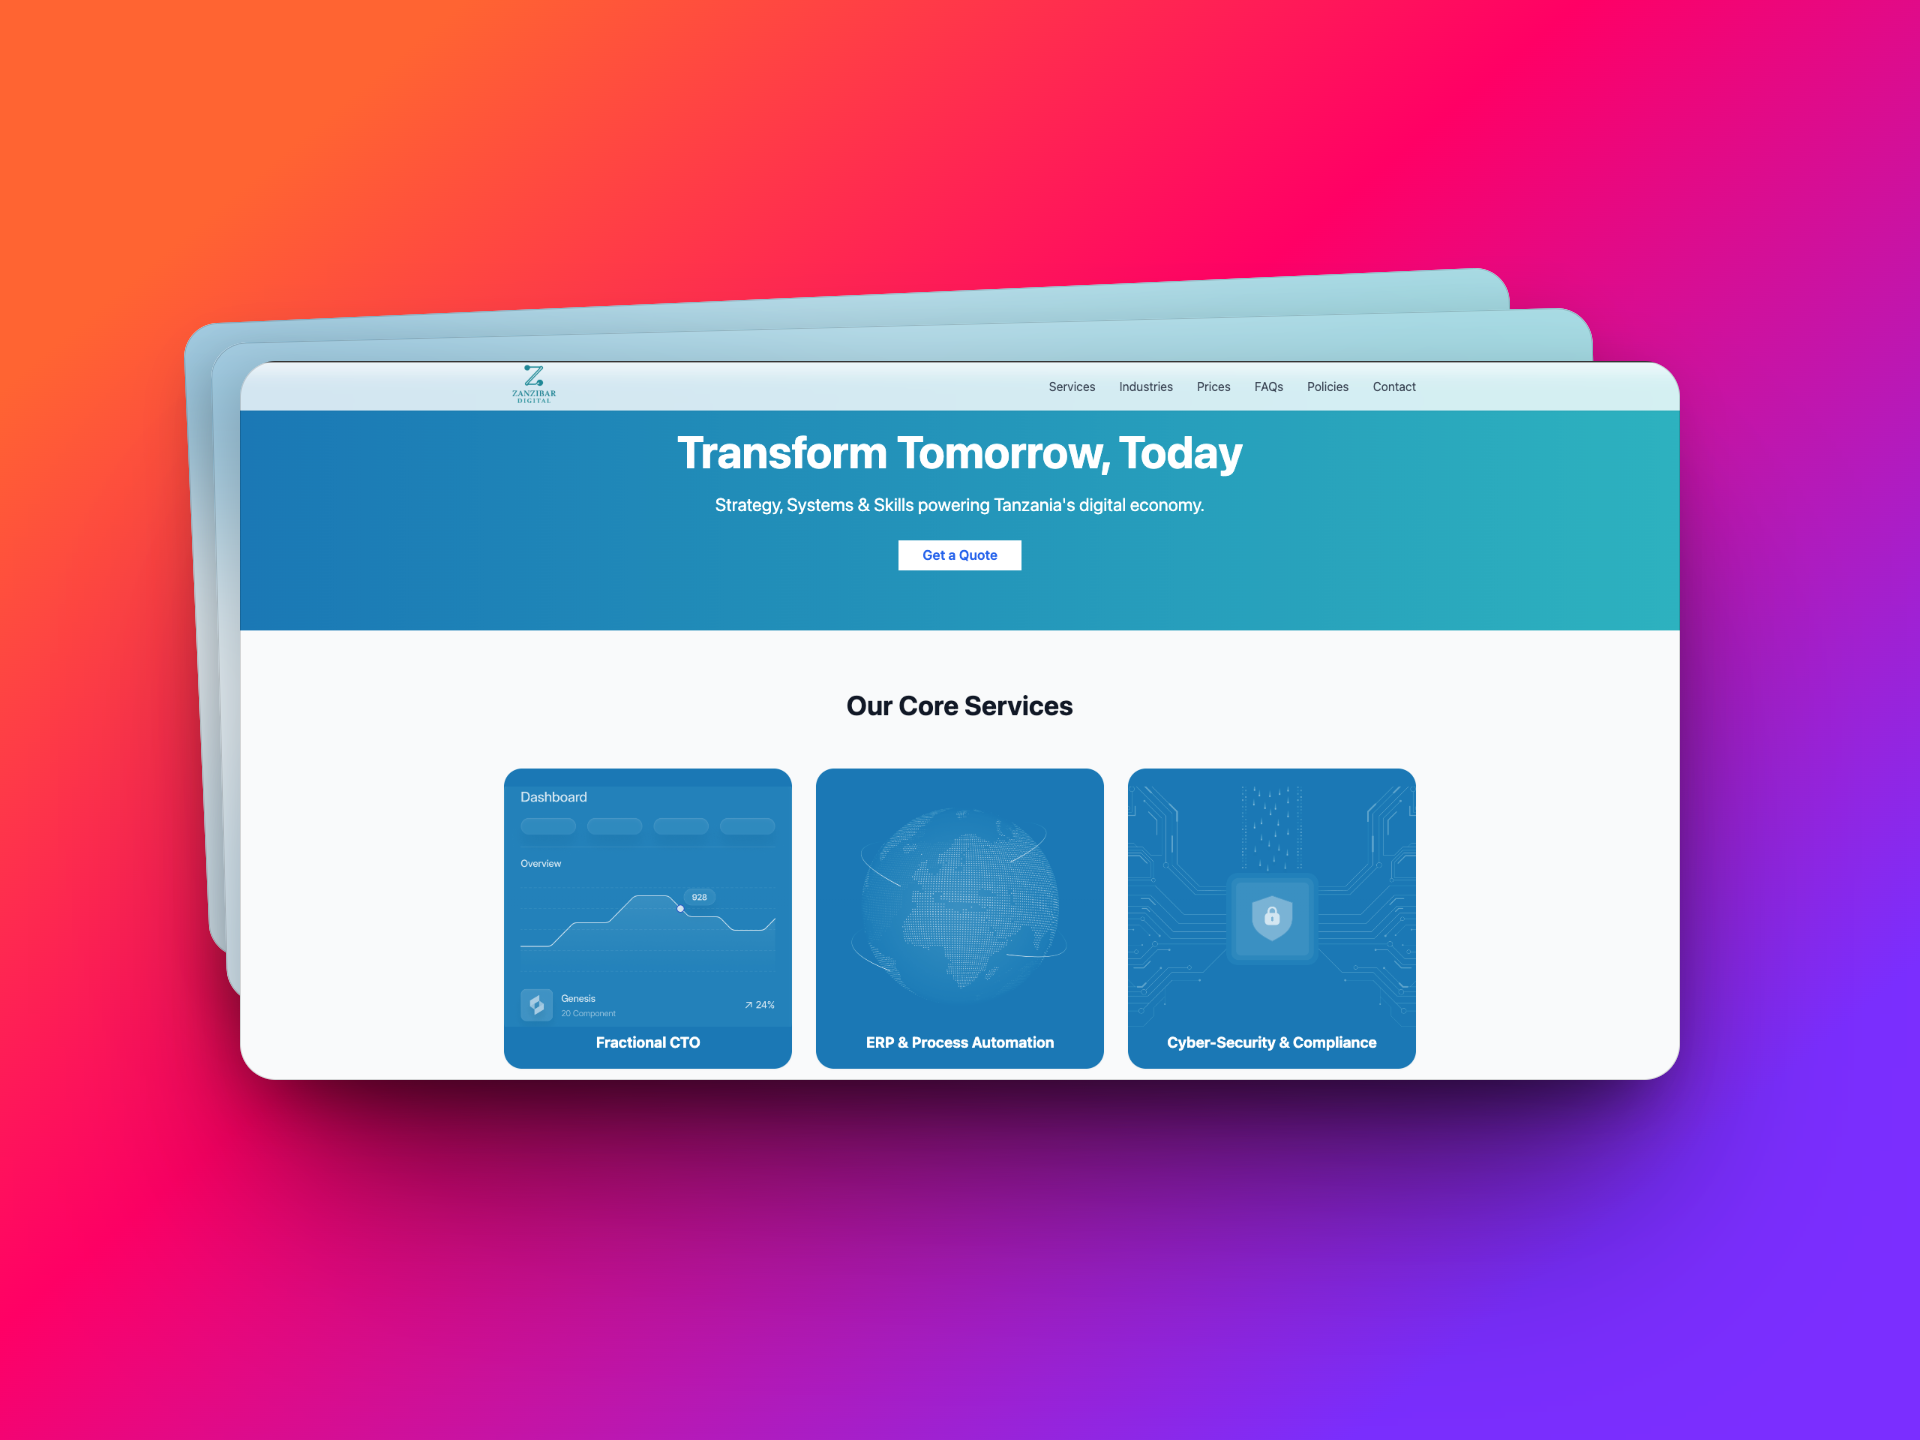 ZANZIBAR
DIGITAL
Services Industries Prices FAQs Policies Contact
Transform Tomorrow, Today
Strategy, Systems & Skills powering Tanzania's digital economy.
Get a Quote
Our Core Services
Dashboard
Overview
928
Genesis
20 Component
24%
Fractional CTO
ERP & Process Automation
Cyber-Security & Compliance